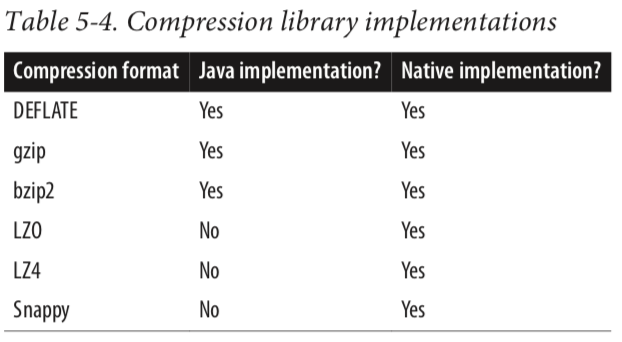 Table 5-4. Compression library implementations
Compression format Java implementation? Native implementation?
DEFLATE Yes Yes
gzip Yes Yes
bzip2 Yes Yes
LZO No Yes
LZ4 No Yes
Snappy No Yes